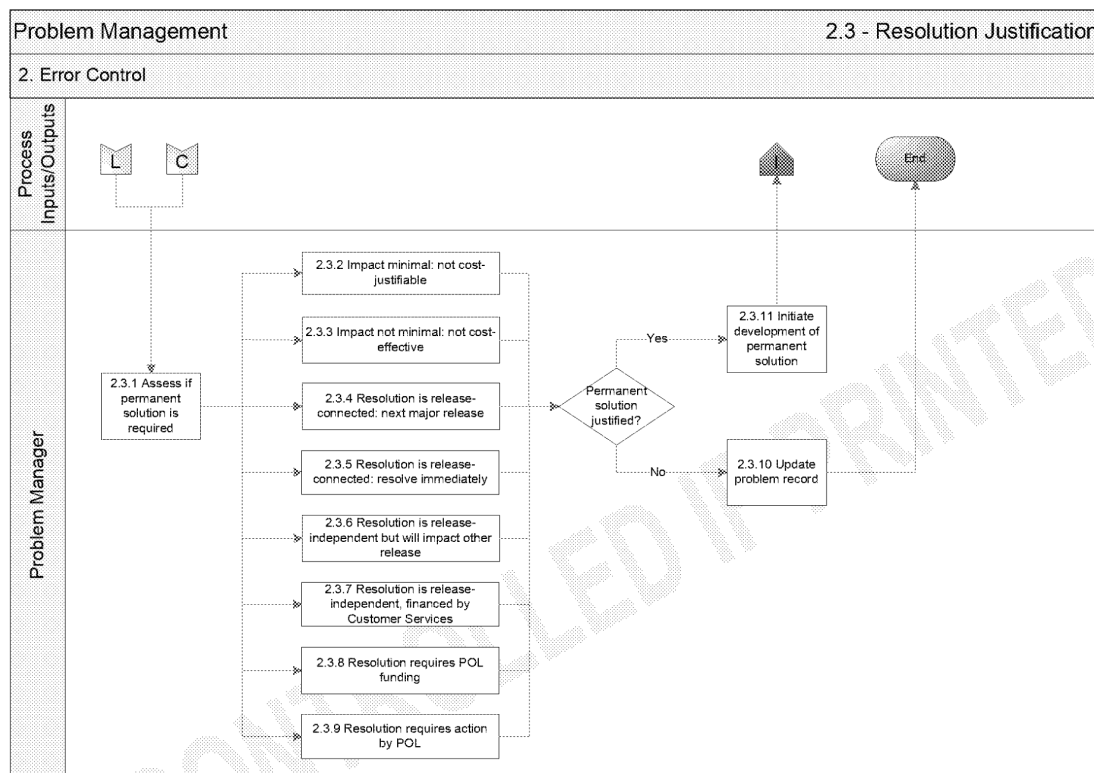 Problem Management
2.3 - Resolution Justification
2. Error Control
Process
Inputs/Outputs
L
C
I
End
Problem Manager
2.3.1 Assess if
permanent
solution is
required
2.3.2 Impact minimal: not cost-
justifiable
2.3.3 Impact not minimal: not cost-
effective
2.3.4 Resolution is release-
connected: next major release
2.3.5 Resolution is release-
connected: resolve immediately
2.3.6 Resolution is release-
independent but will impact other
release
2.3.7 Resolution is release-
independent, financed by
Customer Services
2.3.8 Resolution requires POL
funding
2.3.9 Resolution requires action
by POL
Permanent
solution
justified?
Yes
No
2.3.11 Initiate
development of
permanent
solution
2.3.10 Update
problem record
CONTROLLED IF PRINTED